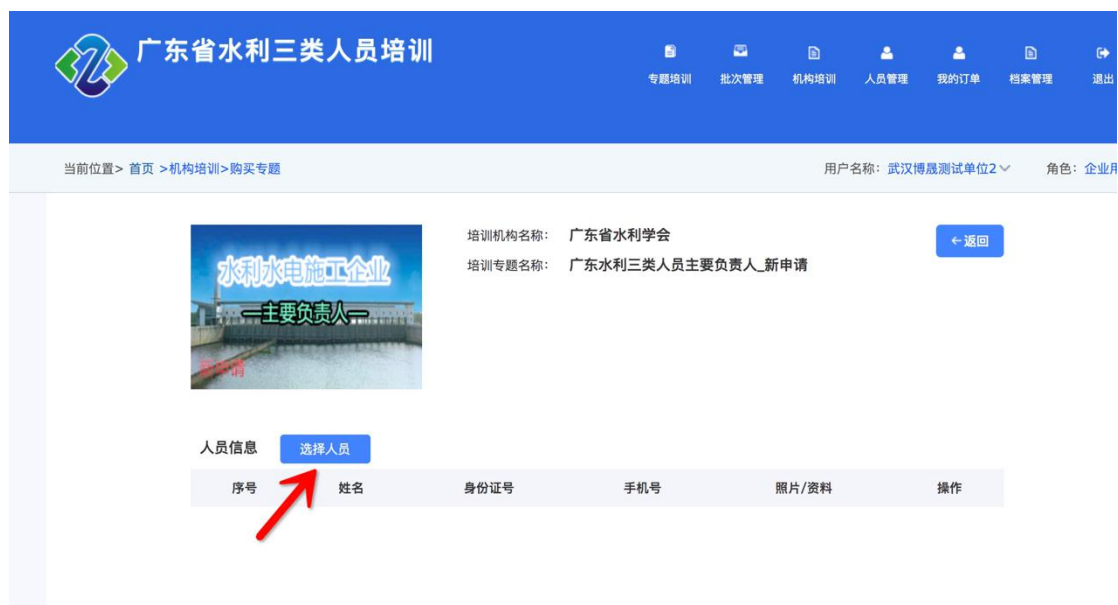 广东省水利三类人员培训
专题培训 批次管理 机构培训 人员管理 我的订单 档案管理 退出
当前位置> 首页 >机构培训>购买专题 用户名称：武汉博晟测试单位2 角色：企业用
水利水电施工企业
—主要负责人—
新申请
培训机构名称： 广东省水利学会
←返回
培训专题名称： 广东水利三类人员主要负责人_新申请
人员信息 选择人员
序号 姓名 身份证号 手机号 照片/资料 操作